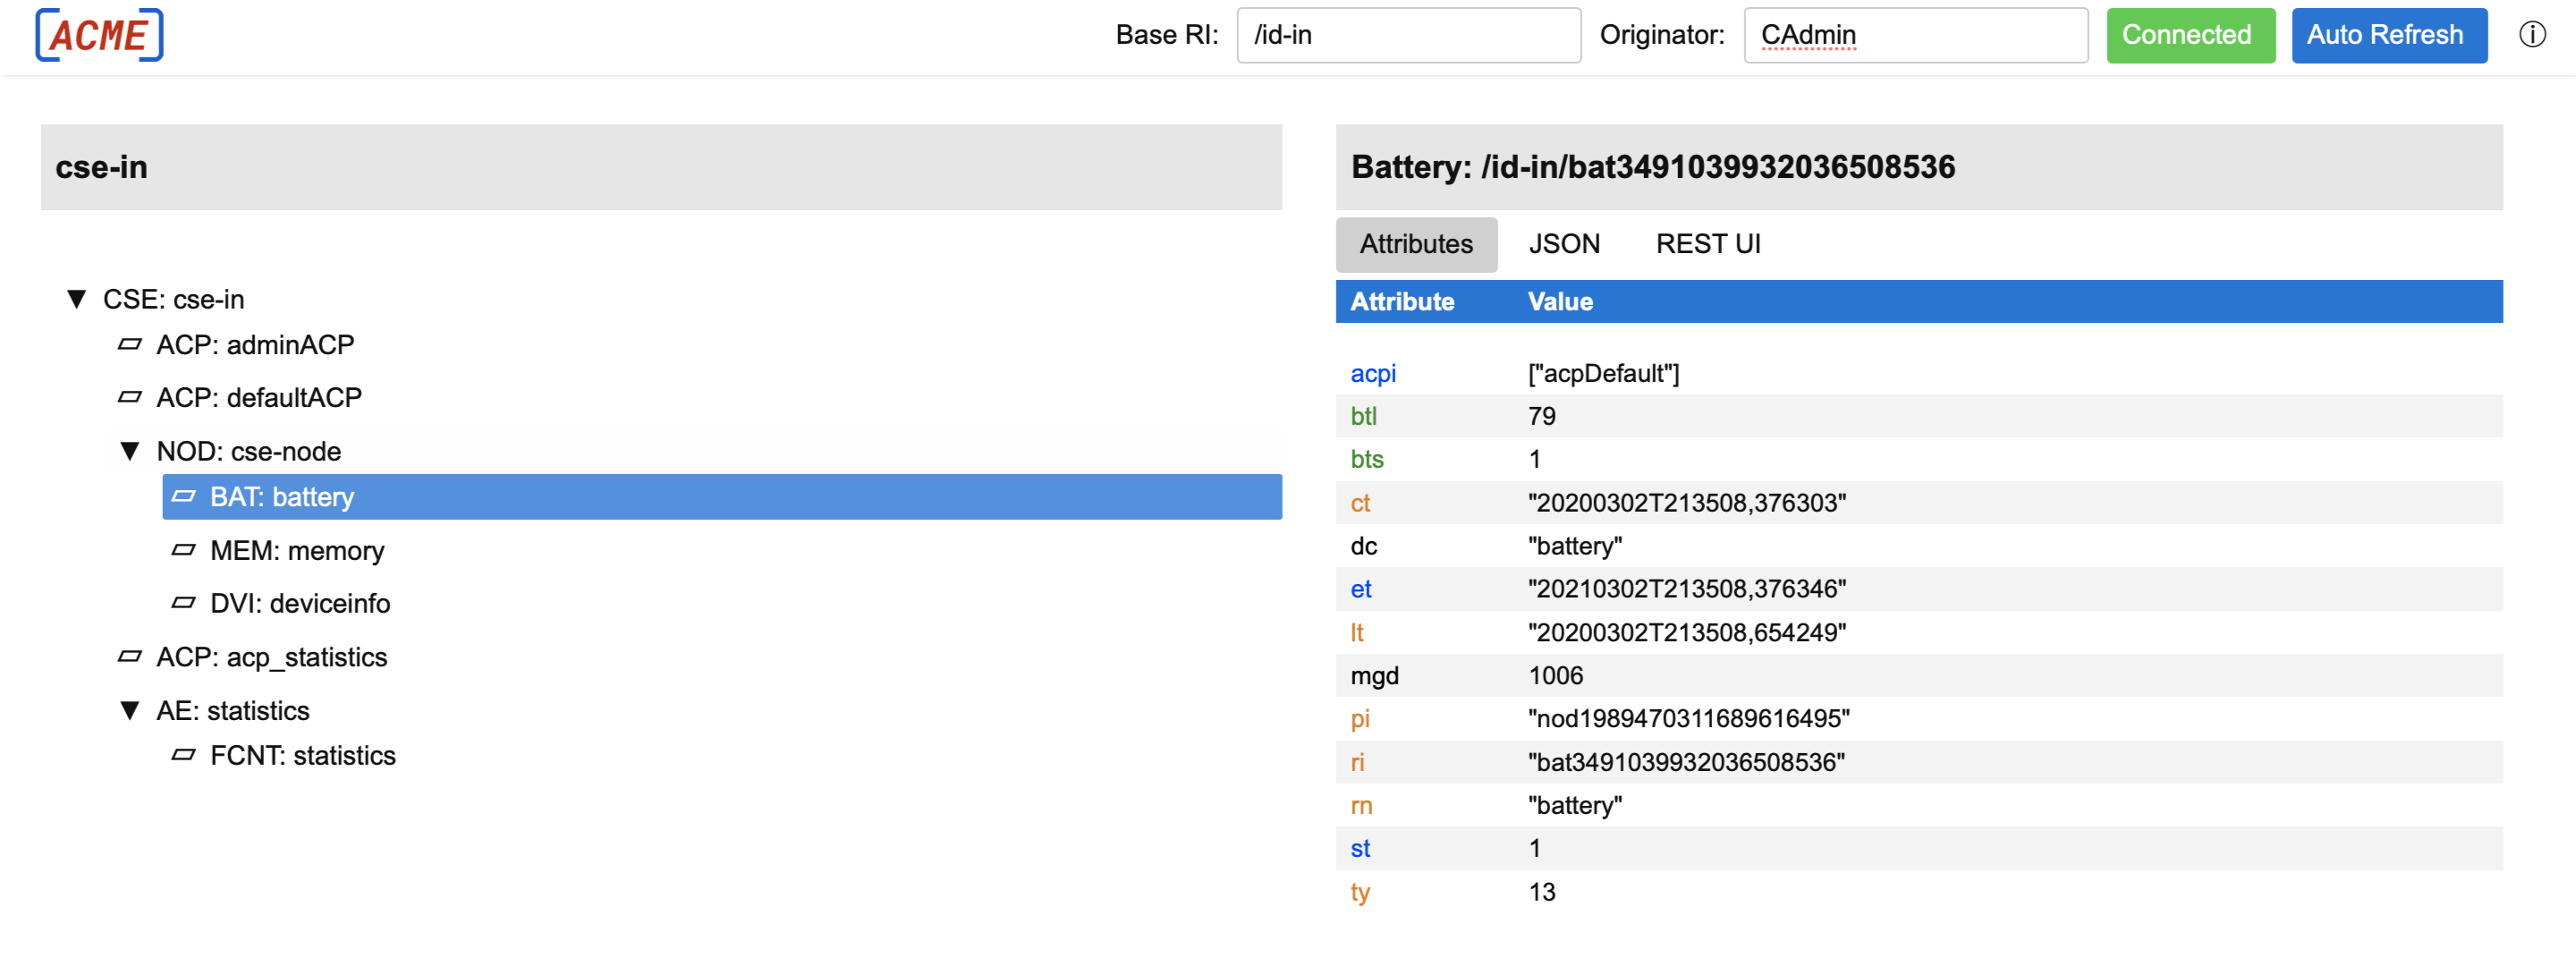 ACME Base RI: /id-in Originator: CAdmin Connected Auto Refresh
cse-in
CSE: cse-in
ACP: adminACP
ACP: defaultACP
NOD: cse-node
BAT: battery
MEM: memory
DVI: deviceinfo
ACP: acp_statistics
AE: statistics
FCNT: statistics
Battery: /id-in/bat3491039932036508536
Attributes JSON REST UI
Attribute Value
acpi ["acpDefault"]
btl 79
bts 1
ct "20200302T213508,376303"
dc "battery"
et "20210302T213508,376346"
lt "20200302T213508,654249"
mgd 1006
pi "nod1989470311689616495"
ri "bat3491039932036508536"
rn "battery"
st 1
ty 13